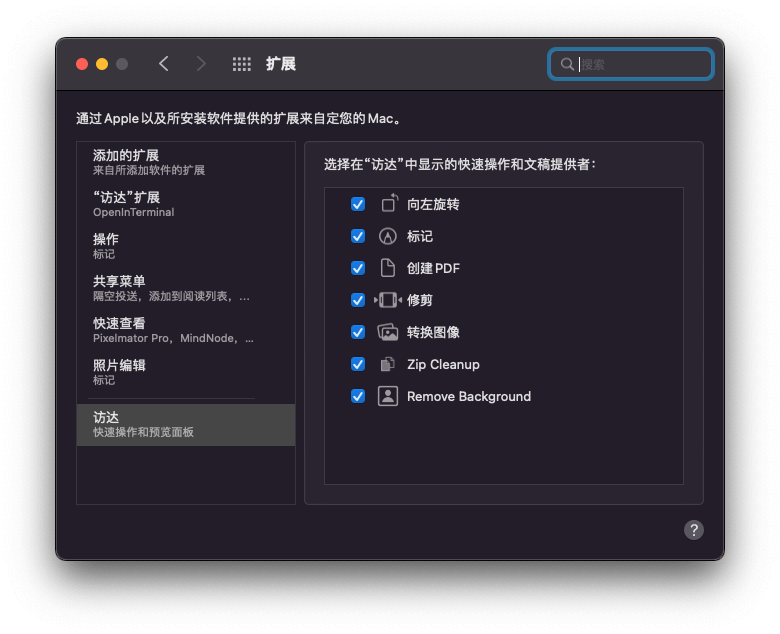 扩展
搜索
通过 Apple 以及所安装软件提供的扩展来自定您的 Mac。
添加的扩展
来自所添加软件的扩展
“访达”扩展
OpenInTerminal
操作
标记
共享菜单
隔空投送，添加到阅读列表，…
快速查看
Pixelmator Pro，MindNode，…
照片编辑
标记
访达
快速操作和预览面板
选择在“访达”中显示的快速操作和文稿提供者：
向左旋转
标记
创建 PDF
修剪
转换图像
Zip Cleanup
Remove Background
?